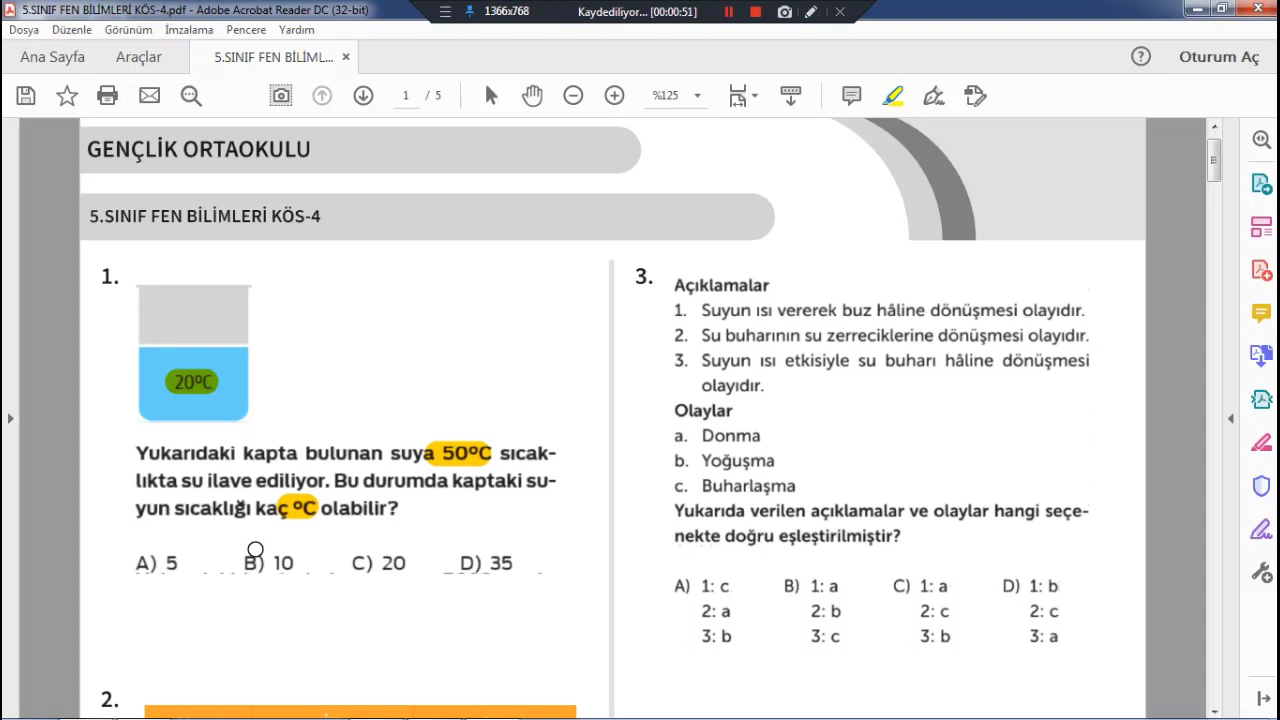 5.SINIF FEN BİLİMLERİ KÖS-4.pdf - Adobe Acrobat Reader DC (32-bit)
1366x768
Kaydediliyor... [00:00:51]
Dosya Düzenle Görünüm İmzalama Pencere Yardım
Ana Sayfa Araçlar 5.SINIF FEN BİLİML... Oturum Aç
1 / 5 %125
GENÇLİK ORTAOKULU
5.SINIF FEN BİLİMLERİ KÖS-4
1.
20ºC
Yukarıdaki kapta bulunan suya 50ºC sıcak-
lıkta su ilave ediliyor. Bu durumda kaptaki su-
yun sıcaklığı kaç ºC olabilir?
A) 5 B) 10 C) 20 D) 35
2.
3.
Açıklamalar
1. Suyun ısı vererek buz hâline dönüşmesi olayıdır.
2. Su buharının su zerreciklerine dönüşmesi olayıdır.
3. Suyun ısı etkisiyle su buharı hâline dönüşmesi
olayıdır.
Olaylar
a. Donma
b. Yoğuşma
c. Buharlaşma
Yukarıda verilen açıklamalar ve olaylar hangi seçe-
nekte doğru eşleştirilmiştir?
A) 1: c B) 1: a C) 1: a D) 1: b
2: a 2: b 2: c 2: c
3: b 3: c 3: b 3: a